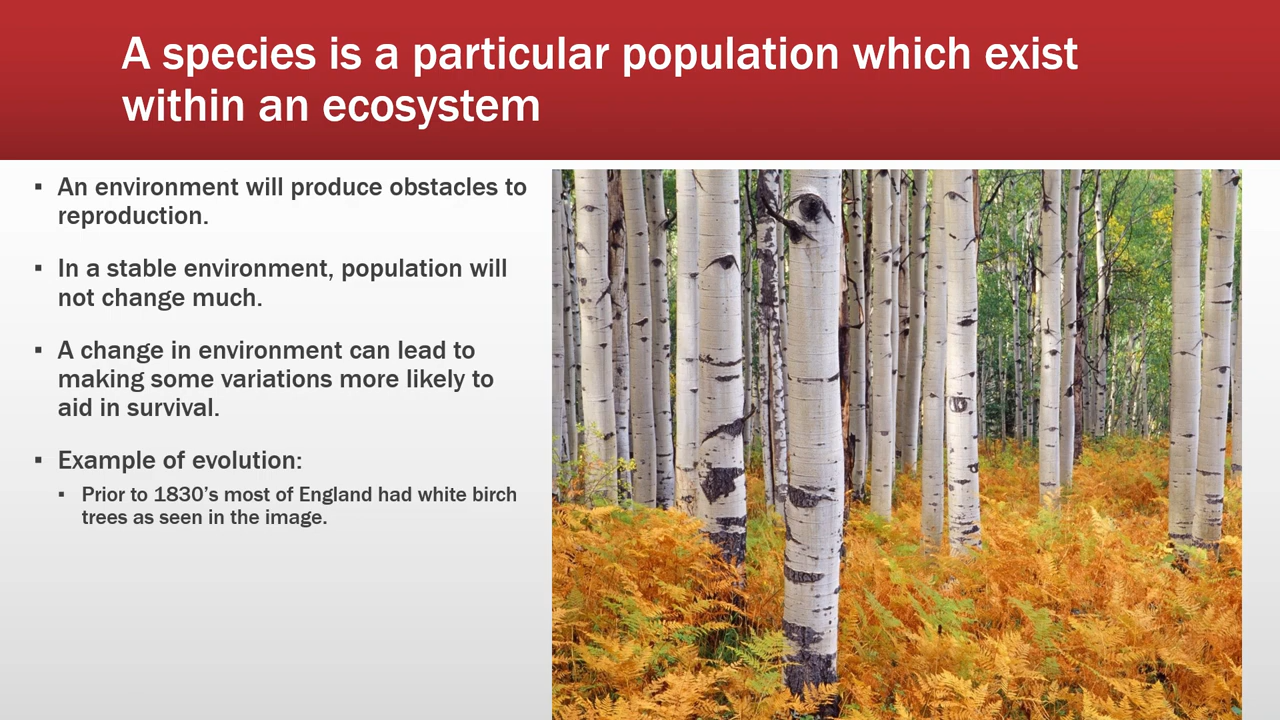 A species is a particular population which exist
within an ecosystem
▪ An environment will produce obstacles to
reproduction.
▪ In a stable environment, population will
not change much.
▪ A change in environment can lead to
making some variations more likely to
aid in survival.
▪ Example of evolution:
▪ Prior to 1830’s most of England had white birch
trees as seen in the image.